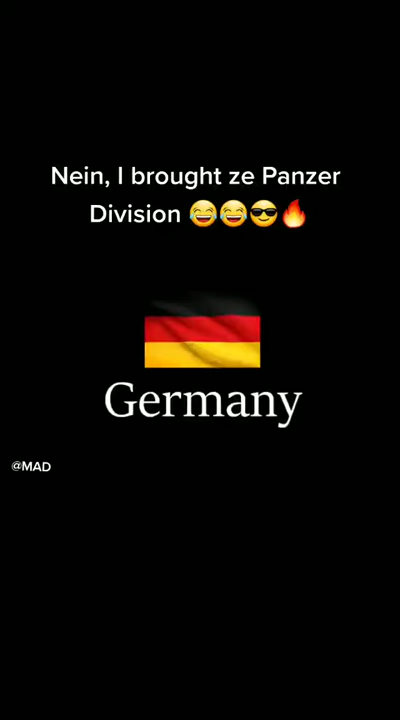 Nein, I brought ze Panzer
Division 😂😂😎🔥
Germany
@MAD